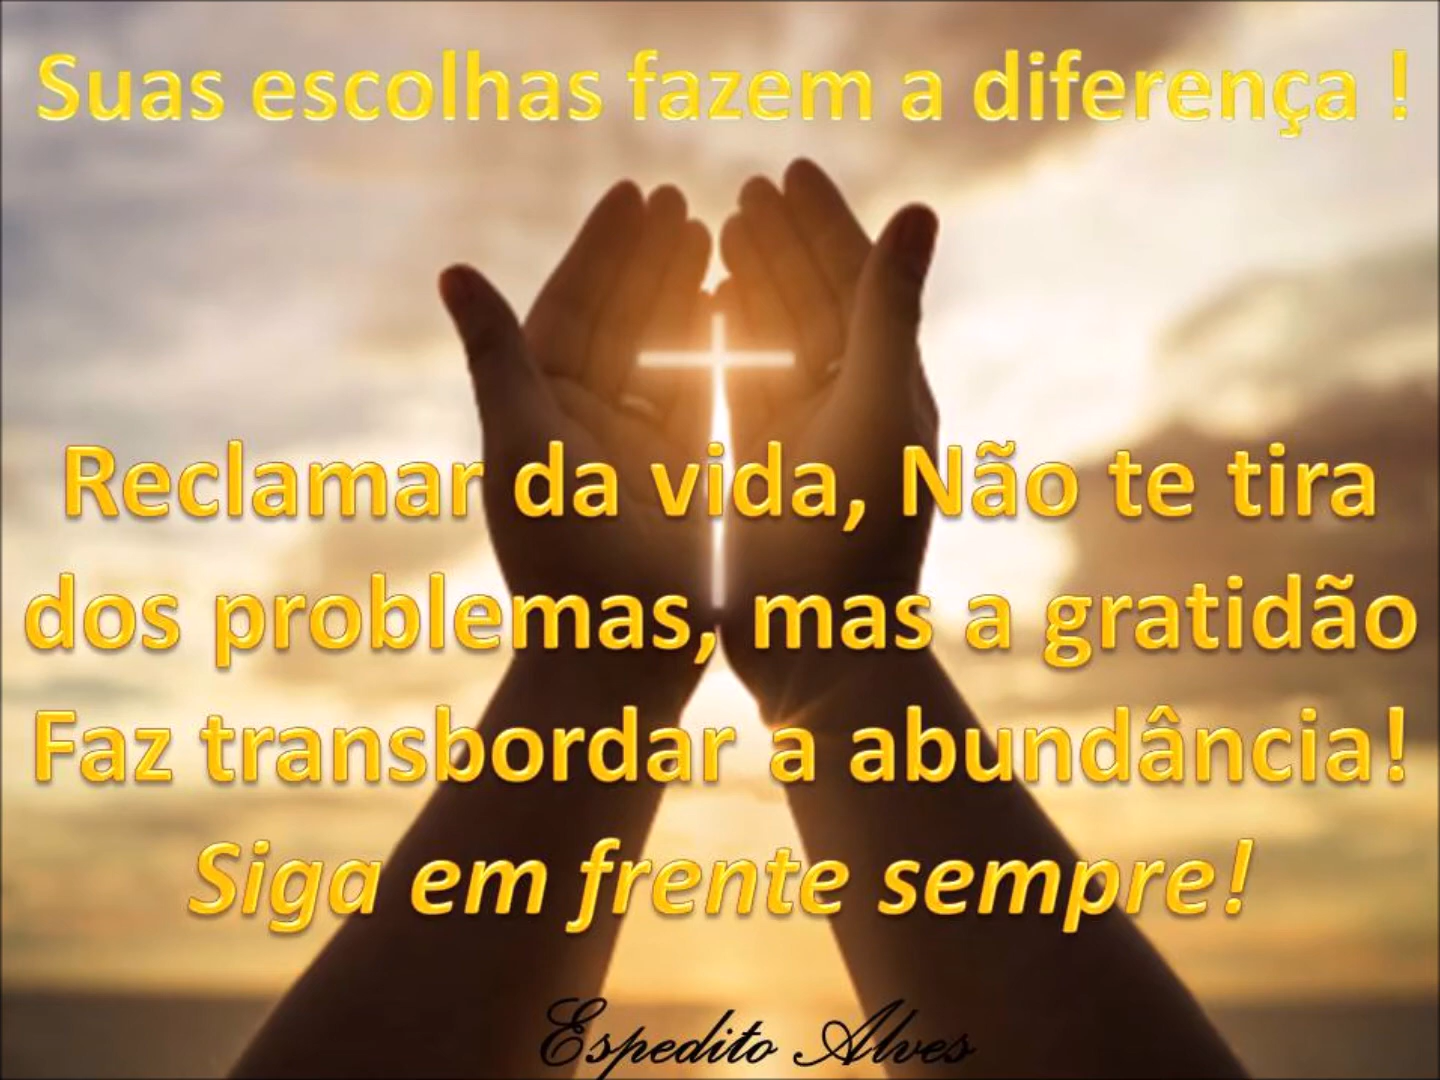 Suas escolhas fazem a diferença !
Reclamar da vida, Não te tira
dos problemas, mas a gratidão
Faz transbordar a abundância!
Siga em frente sempre!
Espedito Alves